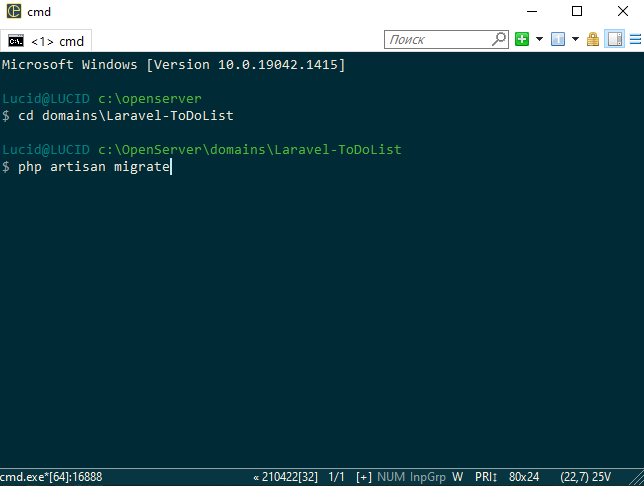 cmd
<1> cmd
Поиск
Microsoft Windows [Version 10.0.19042.1415]
Lucid@LUCID c:\openserver
$ cd domains\Laravel-ToDoList
Lucid@LUCID c:\OpenServer\domains\Laravel-ToDoList
$ php artisan migrate
cmd.exe*[64]:16888 « 210422[32] 1/1 [+] NUM InpGrp W PRI↕ 80x24 (22,7) 25V